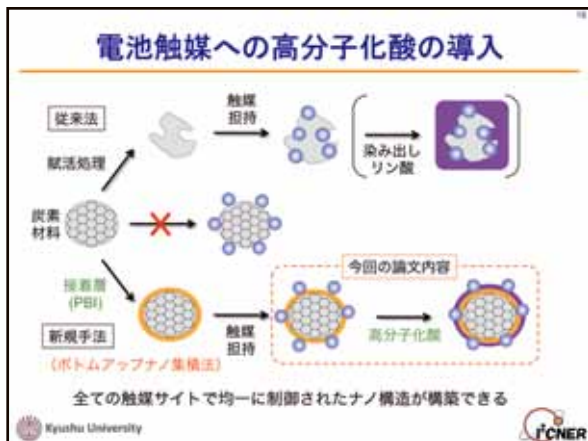 18
電池触媒への高分子化酸の導入
従来法
賦活処理
触媒
担持
染み出し
リン酸
炭素
材料
接着層
(PBI)
新規手法
(ボトムアップナノ集積法)
触媒
担持
今回の論文内容
高分子化酸
全ての触媒サイトで均一に制御されたナノ構造が構築できる
Kyushu University
I²CNER